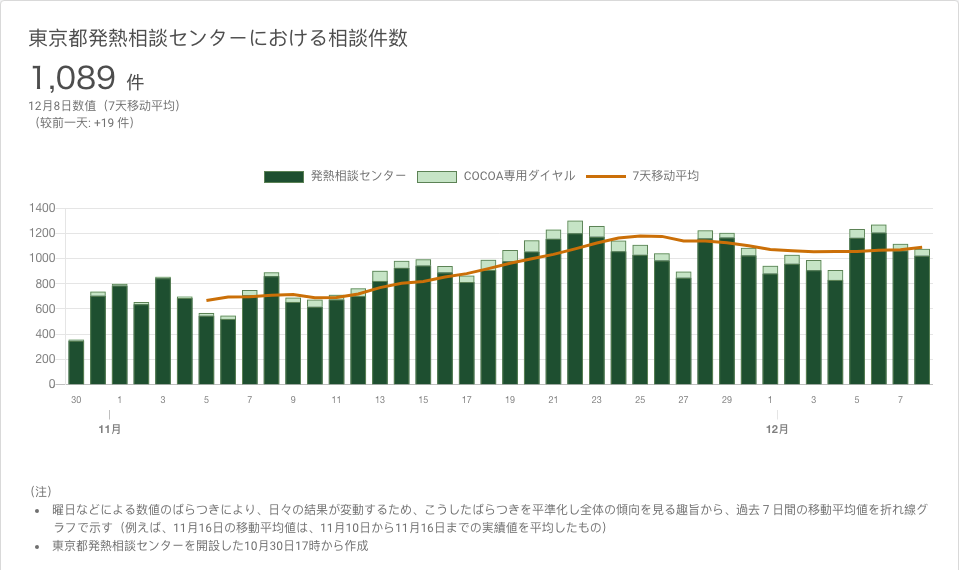 東京都発熱相談センターにおける相談件数
1,089 件
12月8日数值（7天移动平均）
（较前一天: +19 件）
発熱相談センター COCOA専用ダイヤル 7天移动平均
1400
1200
1000
800
600
400
200
0
30 1 3 5 7 9 11 13 15 17 19 21 23 25 27 29 1 3 5 7
11月 12月
（注）
• 曜日などによる数値のばらつきにより、日々の結果が変動するため、こうしたばらつきを平準化し全体の傾向を見る趣旨から、過去７日間の移動平均値を折れ線グ
ラフで示す（例えば、11月16日の移動平均値は、11月10日から11月16日までの実績値を平均したもの）
• 東京都発熱相談センターを開設した10月30日17時から作成